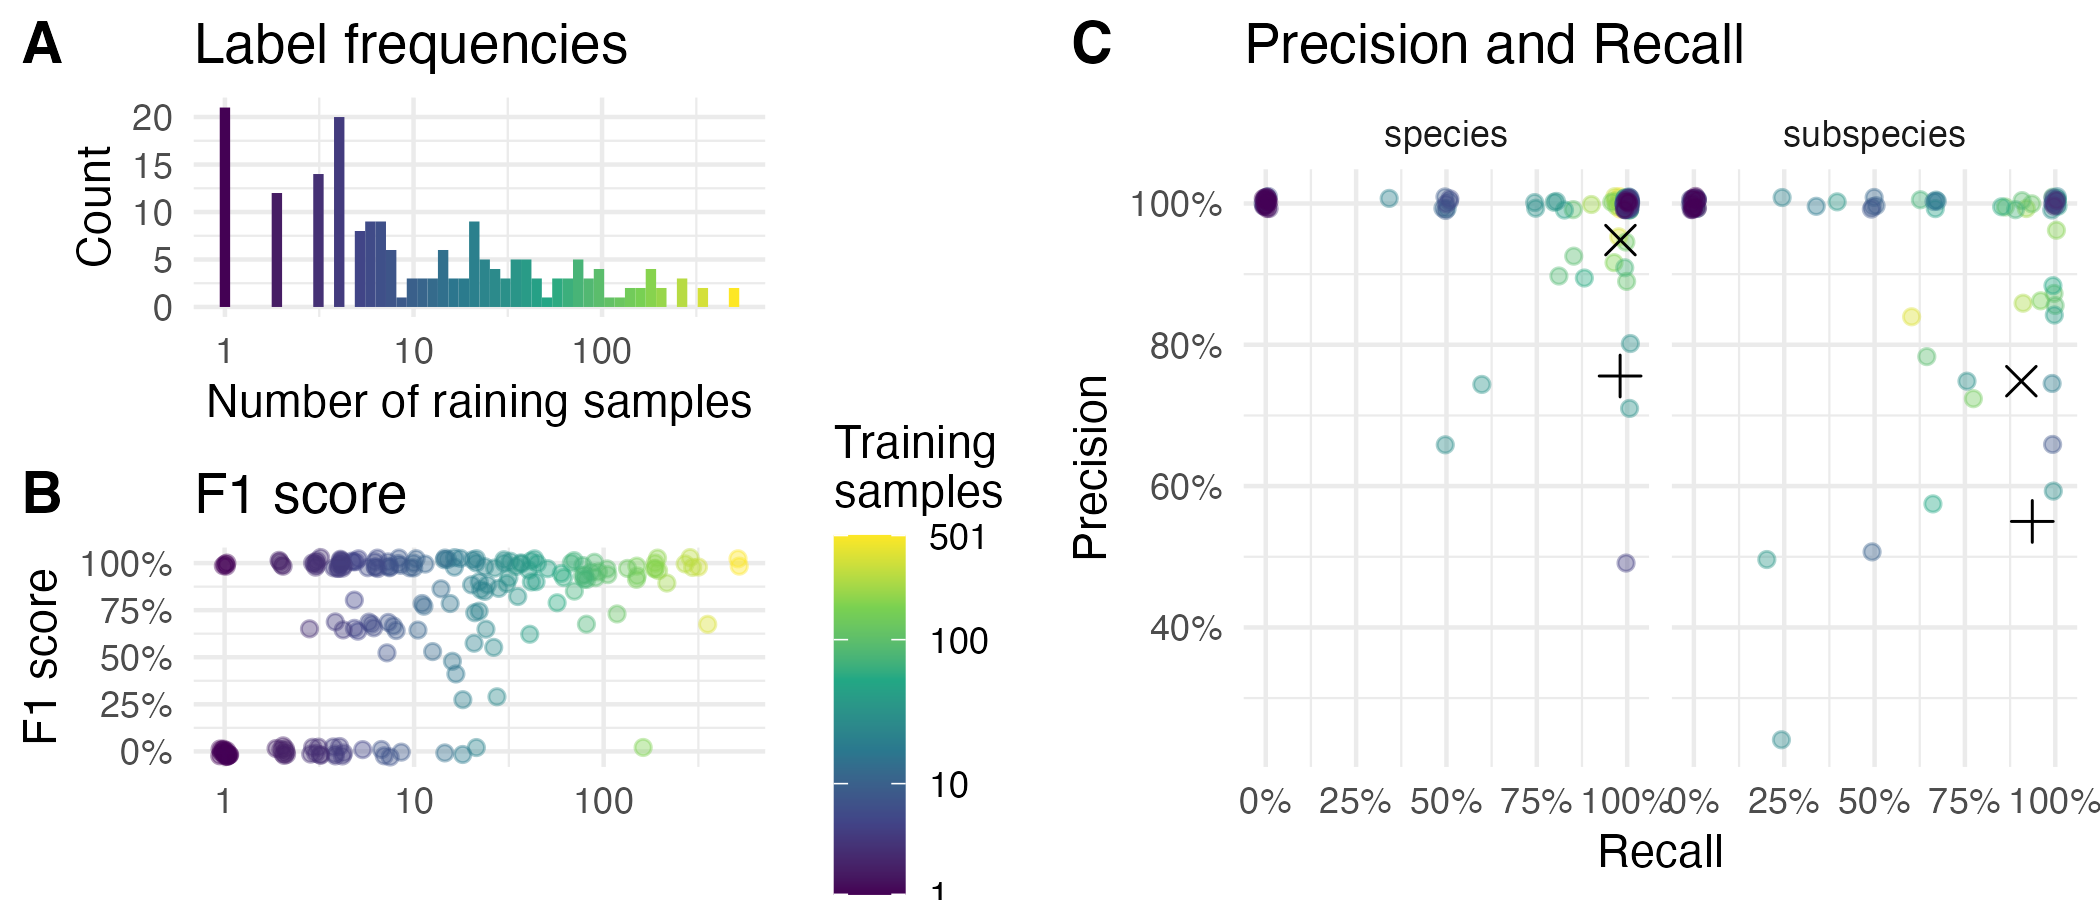 A Label frequencies
Count
20
15
10
5
0
1 10 100
Number of raining samples
B F1 score
F1 score
100%
75%
50%
25%
0%
1 10 100
Training
samples
501
100
10
1
C Precision and Recall
species subspecies
Precision
100%
80%
60%
40%
0% 25% 50% 75% 100% 0% 25% 50% 75% 100%
Recall